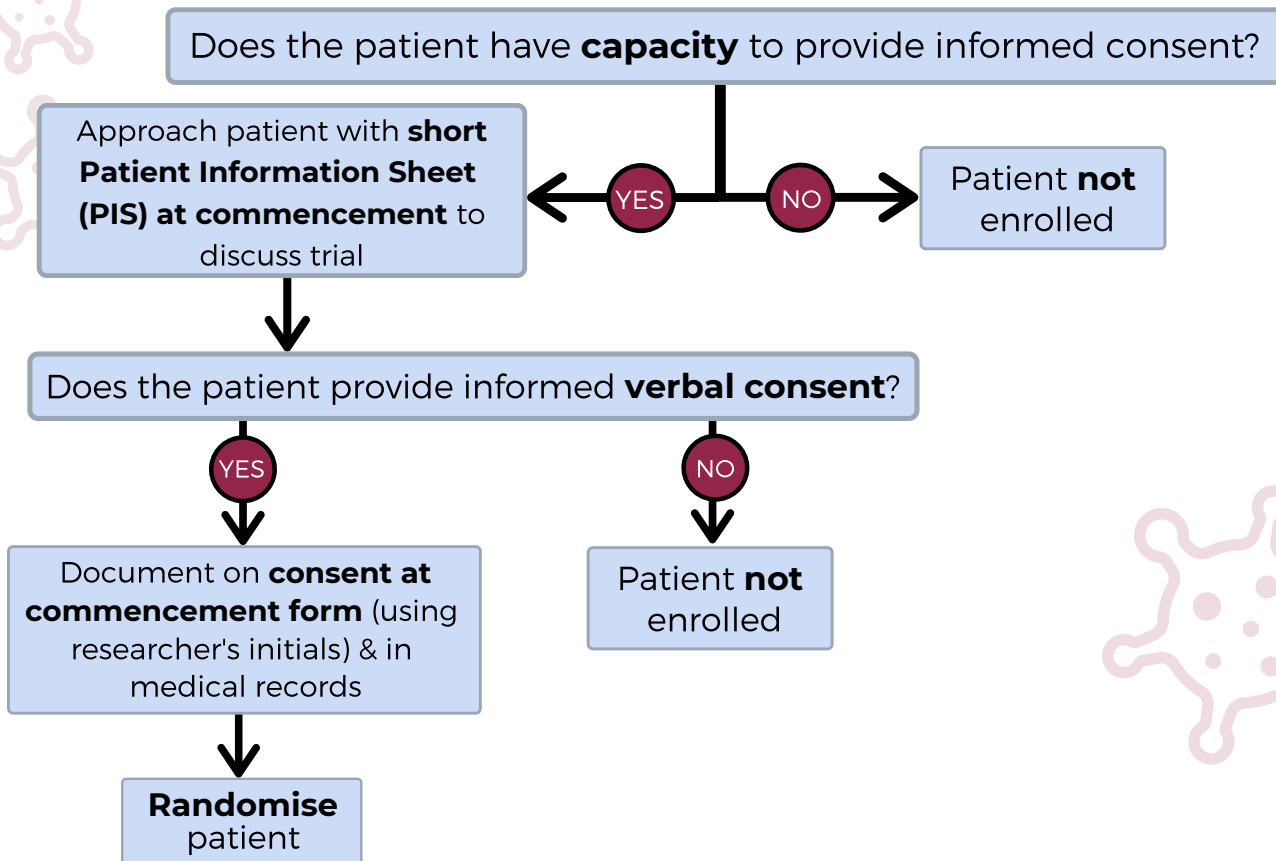 Does the patient have capacity to provide informed consent?
Approach patient with short
Patient Information Sheet
(PIS) at commencement to
discuss trial
YES
NO
Patient not
enrolled
Does the patient provide informed verbal consent?
YES
NO
Document on consent at
commencement form (using
researcher's initials) & in
medical records
Patient not
enrolled
Randomise
patient